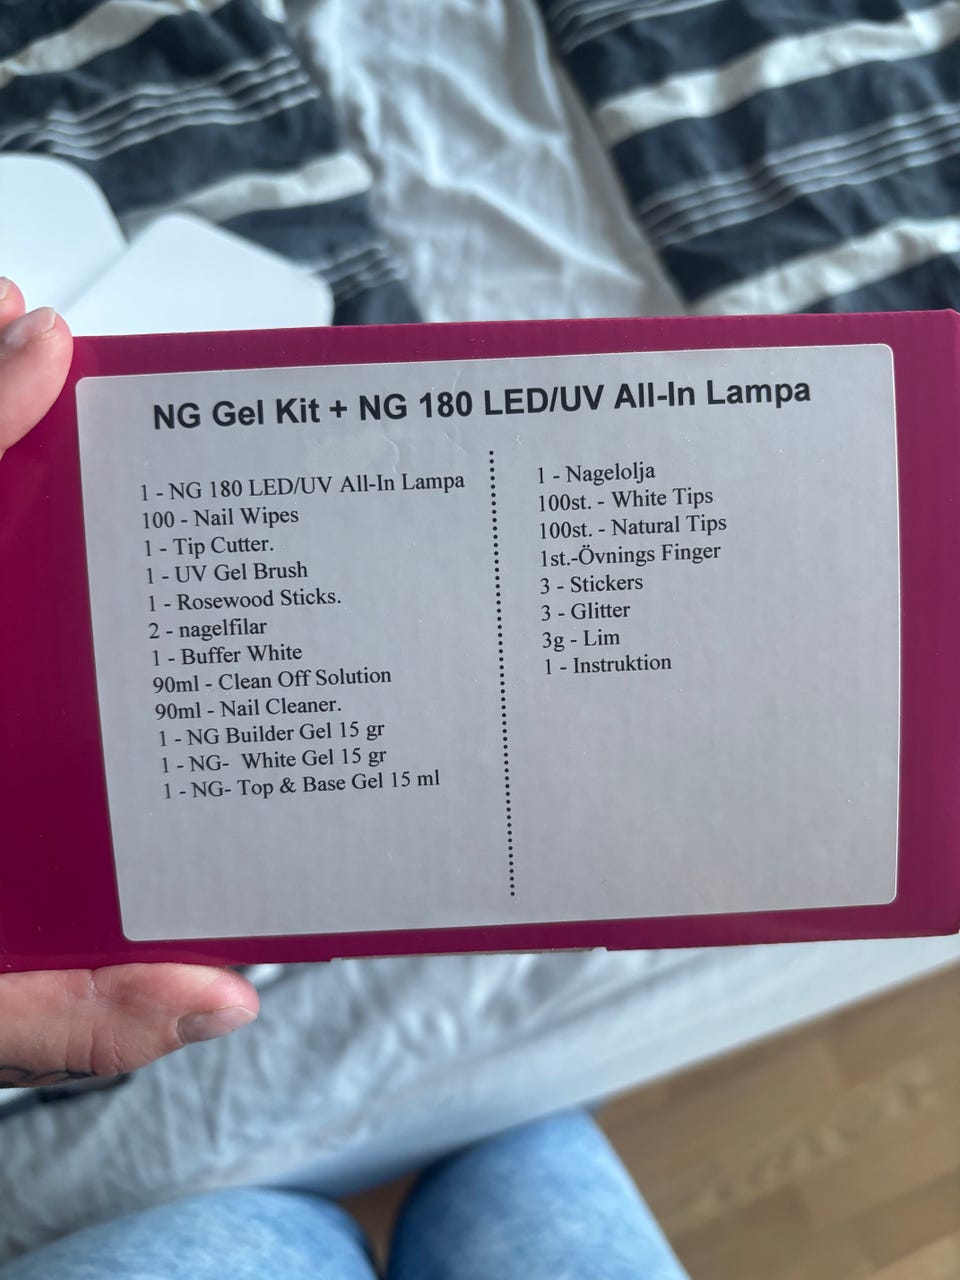 NG Gel Kit + NG 180 LED/UV All-In Lampa
1 - NG 180 LED/UV All-In Lampa
100 - Nail Wipes
1 - Tip Cutter.
1 - UV Gel Brush
1 - Rosewood Sticks.
2 - nagelfilar
1 - Buffer White
90ml - Clean Off Solution
90ml - Nail Cleaner.
1 - NG Builder Gel 15 gr
1 - NG- White Gel 15 gr
1 - NG- Top & Base Gel 15 ml
1 - Nagelolja
100st. - White Tips
100st. - Natural Tips
1st.-Övnings Finger
3 - Stickers
3 - Glitter
3g - Lim
1 - Instruktion